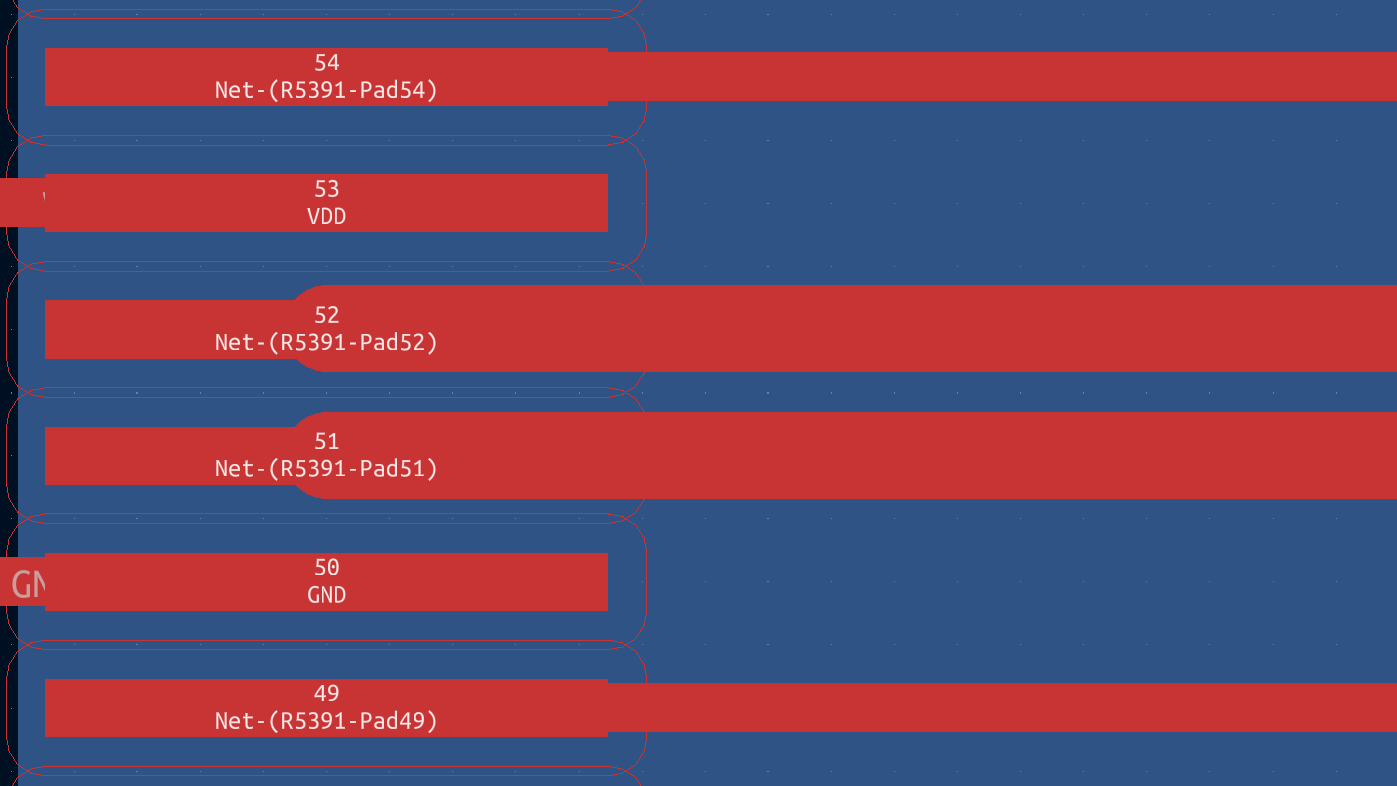 54
Net-(R5391-Pad54)
53
VDD
52
Net-(R5391-Pad52)
51
Net-(R5391-Pad51)
50
GND
49
Net-(R5391-Pad49)